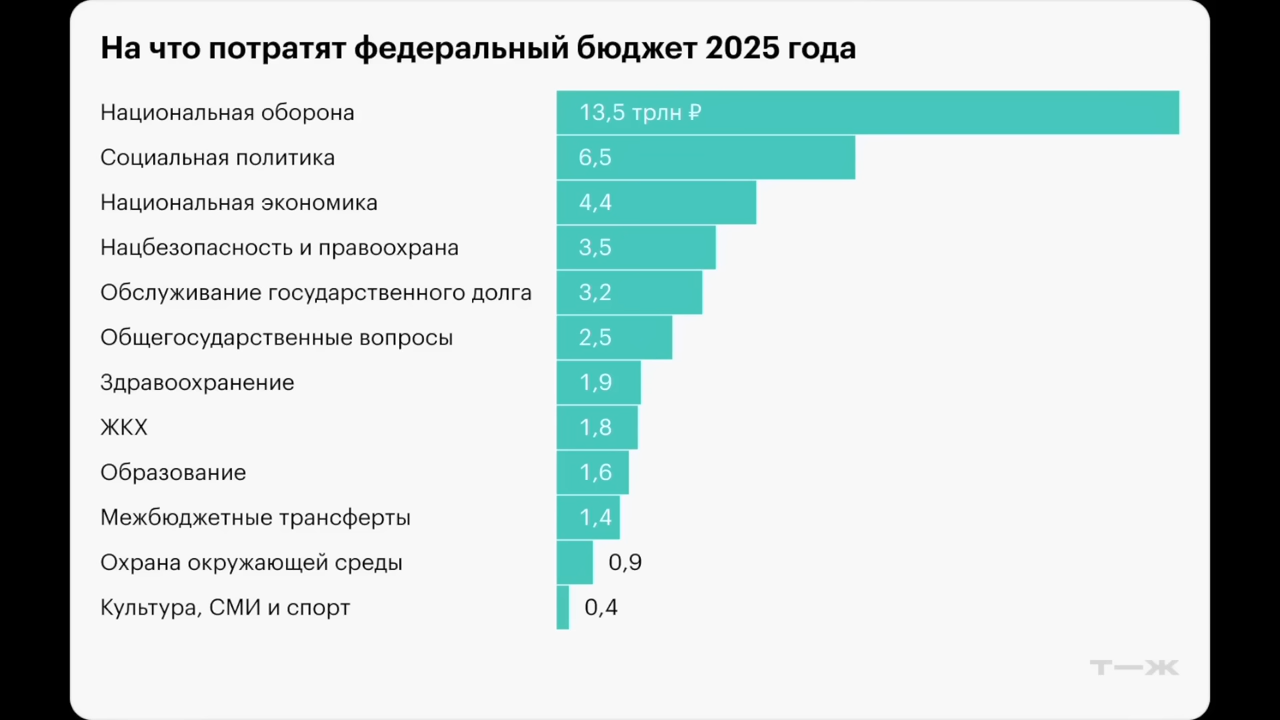 На что потратят федеральный бюджет 2025 года
Национальная оборона 13,5 трлн ₽
Социальная политика 6,5
Национальная экономика 4,4
Нацбезопасность и правоохрана 3,5
Обслуживание государственного долга 3,2
Общегосударственные вопросы 2,5
Здравоохранение 1,9
ЖКХ 1,8
Образование 1,6
Межбюджетные трансферты 1,4
Охрана окружающей среды 0,9
Культура, СМИ и спорт 0,4
Т—Ж